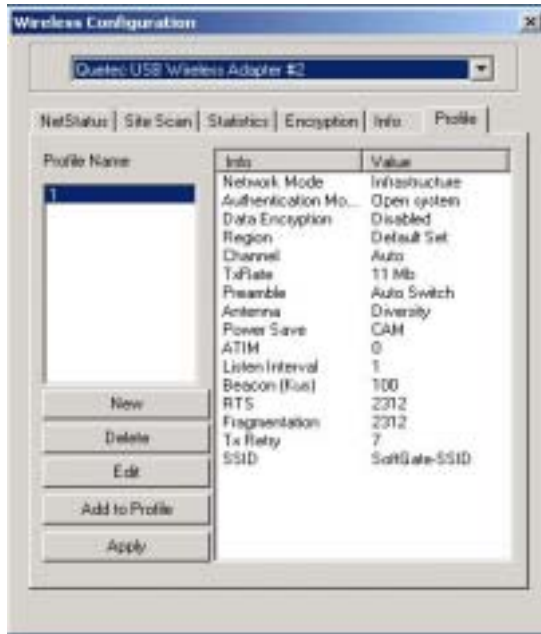 Wireless Configuration
Quetec USB Wireless Adapter #2
NetStatus Site Scan Statistics Encryption Info Profile
Profile Name
1
New
Delete
Edit
Add to Profile
Apply
Info Value
Network Mode Infrastructure
Authentication Mo... Open system
Data Encryption Disabled
Region Default Set
Channel Auto
TxRate 11 Mb
Preamble Auto Switch
Antenna Diversity
Power Save CAM
ATIM 0
Listen Interval 1
Beacon (Kus) 100
RTS 2312
Fragmentation 2312
Tx Retry 7
SSID SoftGate-SSID